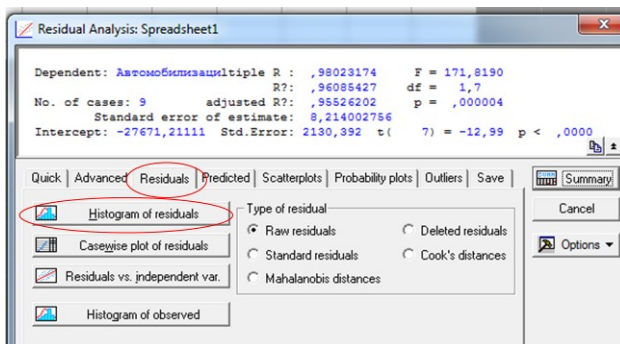 Residual Analysis: Spreadsheet1
Dependent: Автомобилизациltiple R : ,98023174 F = 171,8190
R?: ,96085427 df = 1,7
No. of cases: 9 adjusted R?: ,95526202 p = ,000004
Standard error of estimate: 8,214002756
Intercept: -27671,21111 Std.Error: 2130,392 t( 7) = -12,99 p < ,0000
Quick Advanced Residuals Predicted Scatterplots Probability plots Outliers Save
Summary
Cancel
Options
Histogram of residuals
Casewise plot of residuals
Residuals vs. independent var.
Histogram of observed
Type of residual
Raw residuals Deleted residuals
Standard residuals Cook's distances
Mahalanobis distances